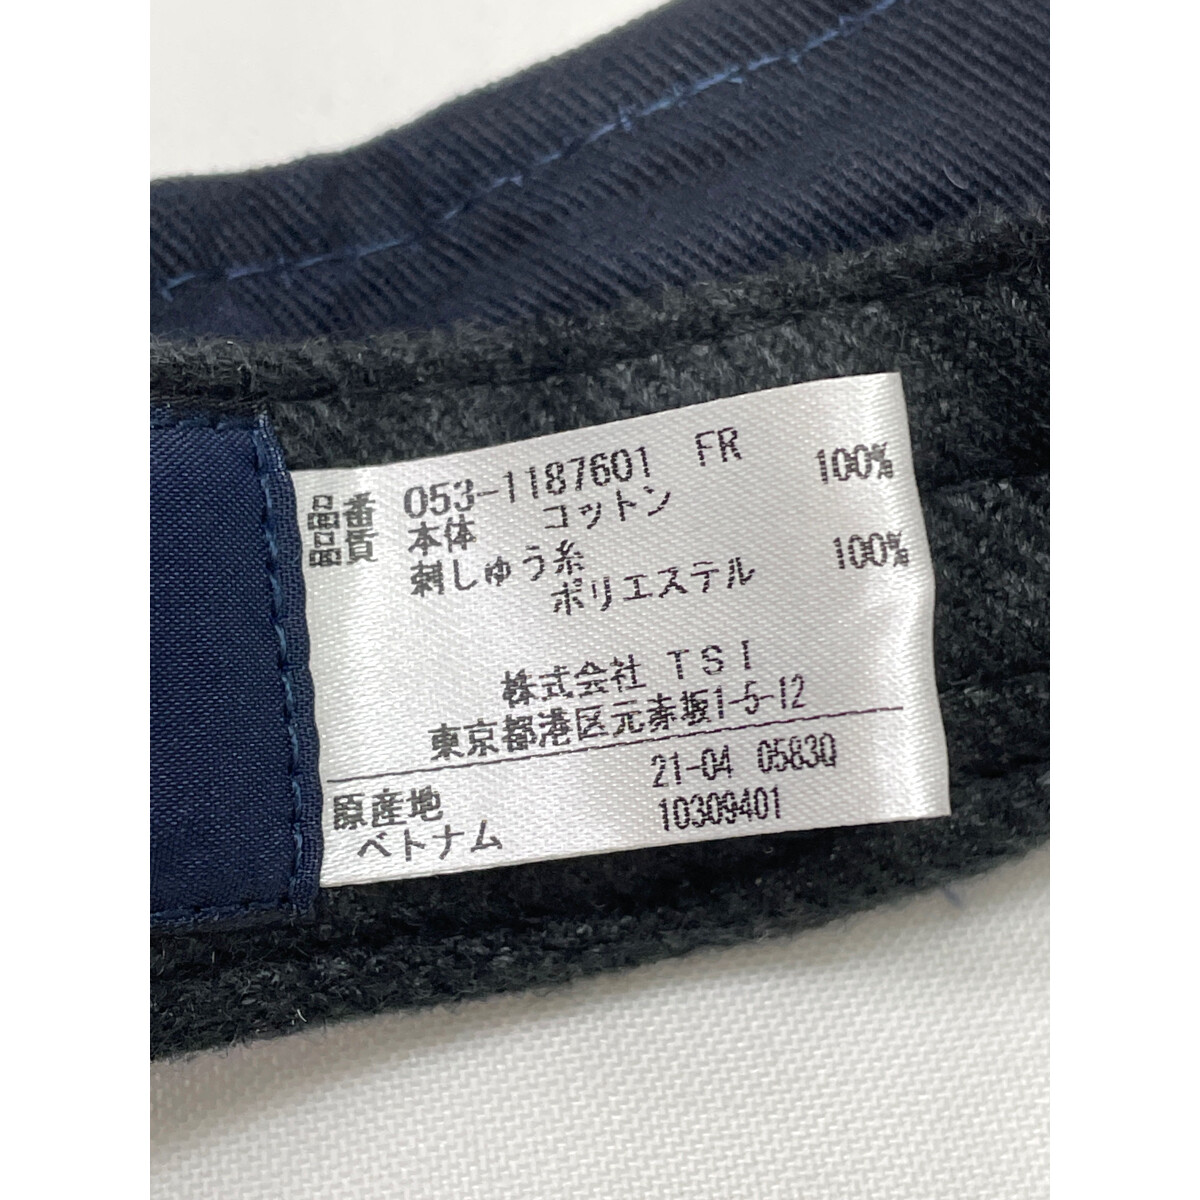 品番 053-1187601 FR
品質 本体 コットン 100%
刺しゅう糸
ポリエステル 100%
株式会社 TSI
東京都港区元赤坂1-5-12
21-04 0583Q
原産地 10309401
ベトナム